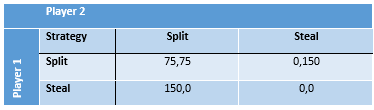 Player 2
Player 1
Strategy Split Steal
Split 75,75 0,150
Steal 150,0 0,0